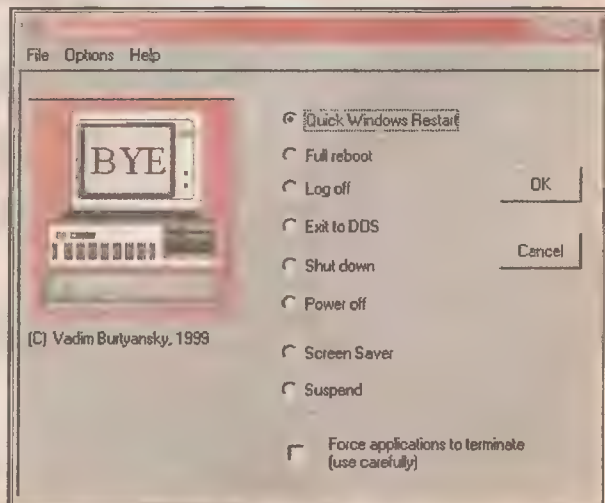 File Options Help
BYE
(C) Vadim Burtyansky, 1999
Quick Windows Restart
Full reboot
Log off
Exit to DOS
Shut down
Power off
Screen Saver
Suspend
Force applications to terminate
(use carefully)
OK
Cancel